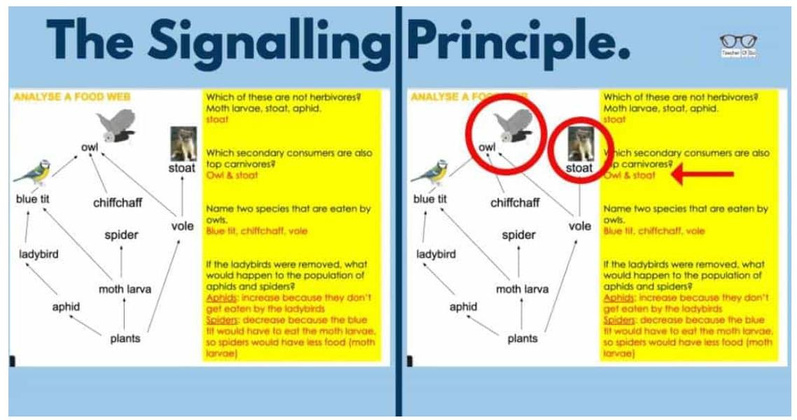 The Signalling Principle.
Teacher Of Sci
ANALYSE A FOOD WEB
owl
stoat
blue tit
chiffchaff
vole
spider
ladybird
moth larva
aphid
plants
Which of these are not herbivores?
Moth larvae, stoat, aphid.
stoat
Which secondary consumers are also
top carnivores?
Owl & stoat
Name two species that are eaten by
owls.
Blue tit, chiffchaff, vole
If the ladybirds were removed, what
would happen to the population of
aphids and spiders?
Aphids: increase because they don't
get eaten by the ladybirds
Spiders: decrease because the blue
tit would have to eat the moth larvae,
so spiders would have less food (moth
larvae)
ANALYSE A FOOD
owl
stoat
blue tit
chiffchaff
vole
spider
ladybird
moth larva
aphid
plants
Which of these are not herbivores?
Moth larvae, stoat, aphid.
stoat
Which secondary consumers are also
top carnivores?
Owl & stoat
Name two species that are eaten by
owls.
Blue tit, chiffchaff, vole
If the ladybirds were removed, what
would happen to the population of
aphids and spiders?
Aphids: increase because they don't
get eaten by the ladybirds
Spiders: decrease because the blue
tit would have to eat the moth larvae,
so spiders would have less food (moth
larvae)